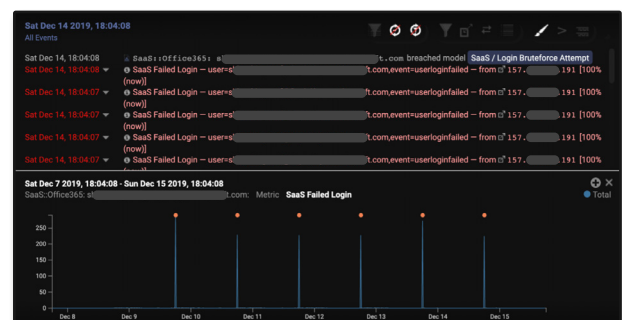 Sat Dec 14 2019, 18:04:08
All Events
Sat Dec 14, 18:04:08 SaaS::Office365: s t.com breached model SaaS / Login Bruteforce Attempt
Sat Dec 14, 18:04:08 SaaS Failed Login — user=s t.com,event=userloginfailed — from 157. .191 [100%
(now)]
Sat Dec 14, 18:04:07 SaaS Failed Login — user=s t.com,event=userloginfailed — from 157. .191 [100%
(now)]
Sat Dec 14, 18:04:07 SaaS Failed Login — user=s t.com,event=userloginfailed — from 157. .191 [100%
(now)]
Sat Dec 14, 18:04:07 SaaS Failed Login — user=s t.com,event=userloginfailed — from 157. .191 [100%
(now)]
Sat Dec 14, 18:04:07 SaaS Failed Login — user=s t.com,event=userloginfailed — from 157. .191 [100%
Sat Dec 7 2019, 18:04:08 - Sun Dec 15 2019, 18:04:08
SaaS::Office365: sl t.com: Metric SaaS Failed Login
Total
250
200
150
100
50
0
Dec 8 Dec 9 Dec 10 Dec 11 Dec 12 Dec 13 Dec 14 Dec 15